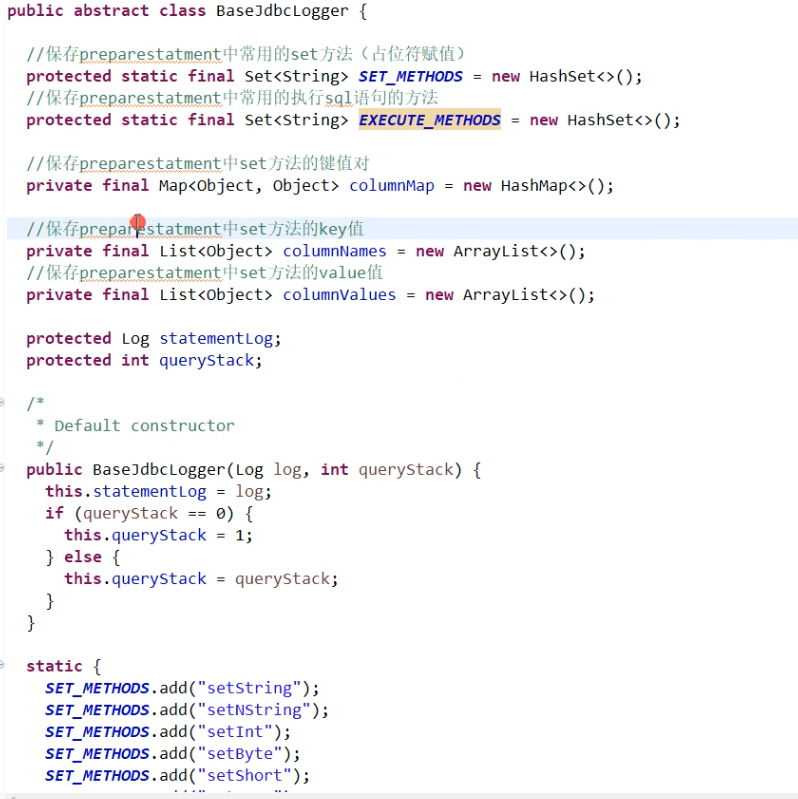 public abstract class BaseJdbcLogger {
//保存preparestatment中常用的set方法（占位符赋值）
protected static final Set<String> SET_METHODS = new HashSet<>();
//保存preparestatment中常用的执行sql语句的方法
protected static final Set<String> EXECUTE_METHODS = new HashSet<>();
//保存preparestatment中set方法的键值对
private final Map<Object, Object> columnMap = new HashMap<>();
//保存preparestatment中set方法的key值
private final List<Object> columnNames = new ArrayList<>();
//保存preparestatment中set方法的value值
private final List<Object> columnValues = new ArrayList<>();
protected Log statementLog;
protected int queryStack;
/*
* Default constructor
*/
public BaseJdbcLogger(Log log, int queryStack) {
this.statementLog = log;
if (queryStack == 0) {
this.queryStack = 1;
} else {
this.queryStack = queryStack;
}
}
static {
SET_METHODS.add("setString");
SET_METHODS.add("setNString");
SET_METHODS.add("setInt");
SET_METHODS.add("setByte");
SET_METHODS.add("setShort");